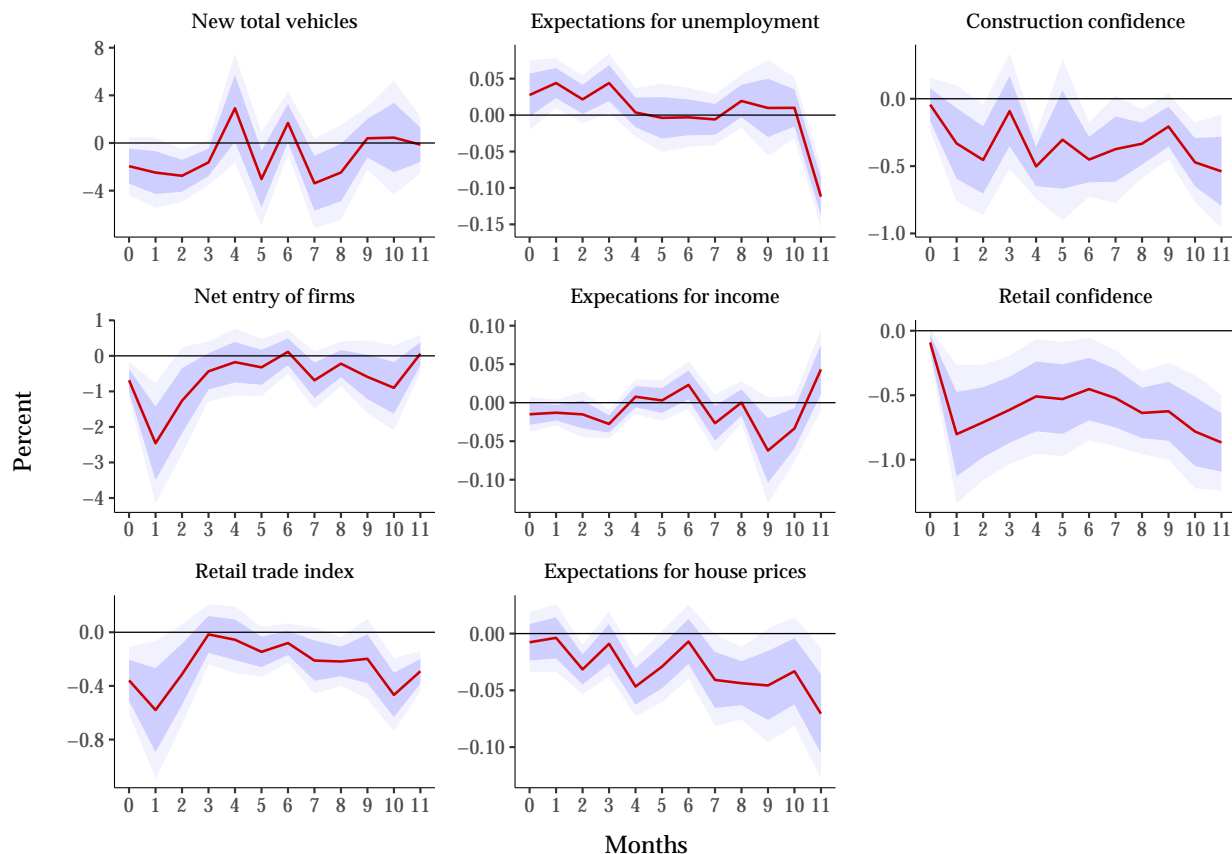 New total vehicles
Expectations for unemployment
Construction confidence
8
4
0
−4
0 1 2 3 4 5 6 7 8 9 10 11
0.05
0.00
−0.05
−0.10
−0.15
0 1 2 3 4 5 6 7 8 9 10 11
0.0
−0.5
−1.0
0 1 2 3 4 5 6 7 8 9 10 11
Net entry of firms
Expecations for income
Retail confidence
1
0
−1
−2
−3
−4
0 1 2 3 4 5 6 7 8 9 10 11
0.10
0.05
0.00
−0.05
−0.10
0 1 2 3 4 5 6 7 8 9 10 11
0.0
−0.5
−1.0
0 1 2 3 4 5 6 7 8 9 10 11
Percent
Retail trade index
Expectations for house prices
0.0
−0.4
−0.8
0 1 2 3 4 5 6 7 8 9 10 11
0.00
−0.05
−0.10
0 1 2 3 4 5 6 7 8 9 10 11
Months